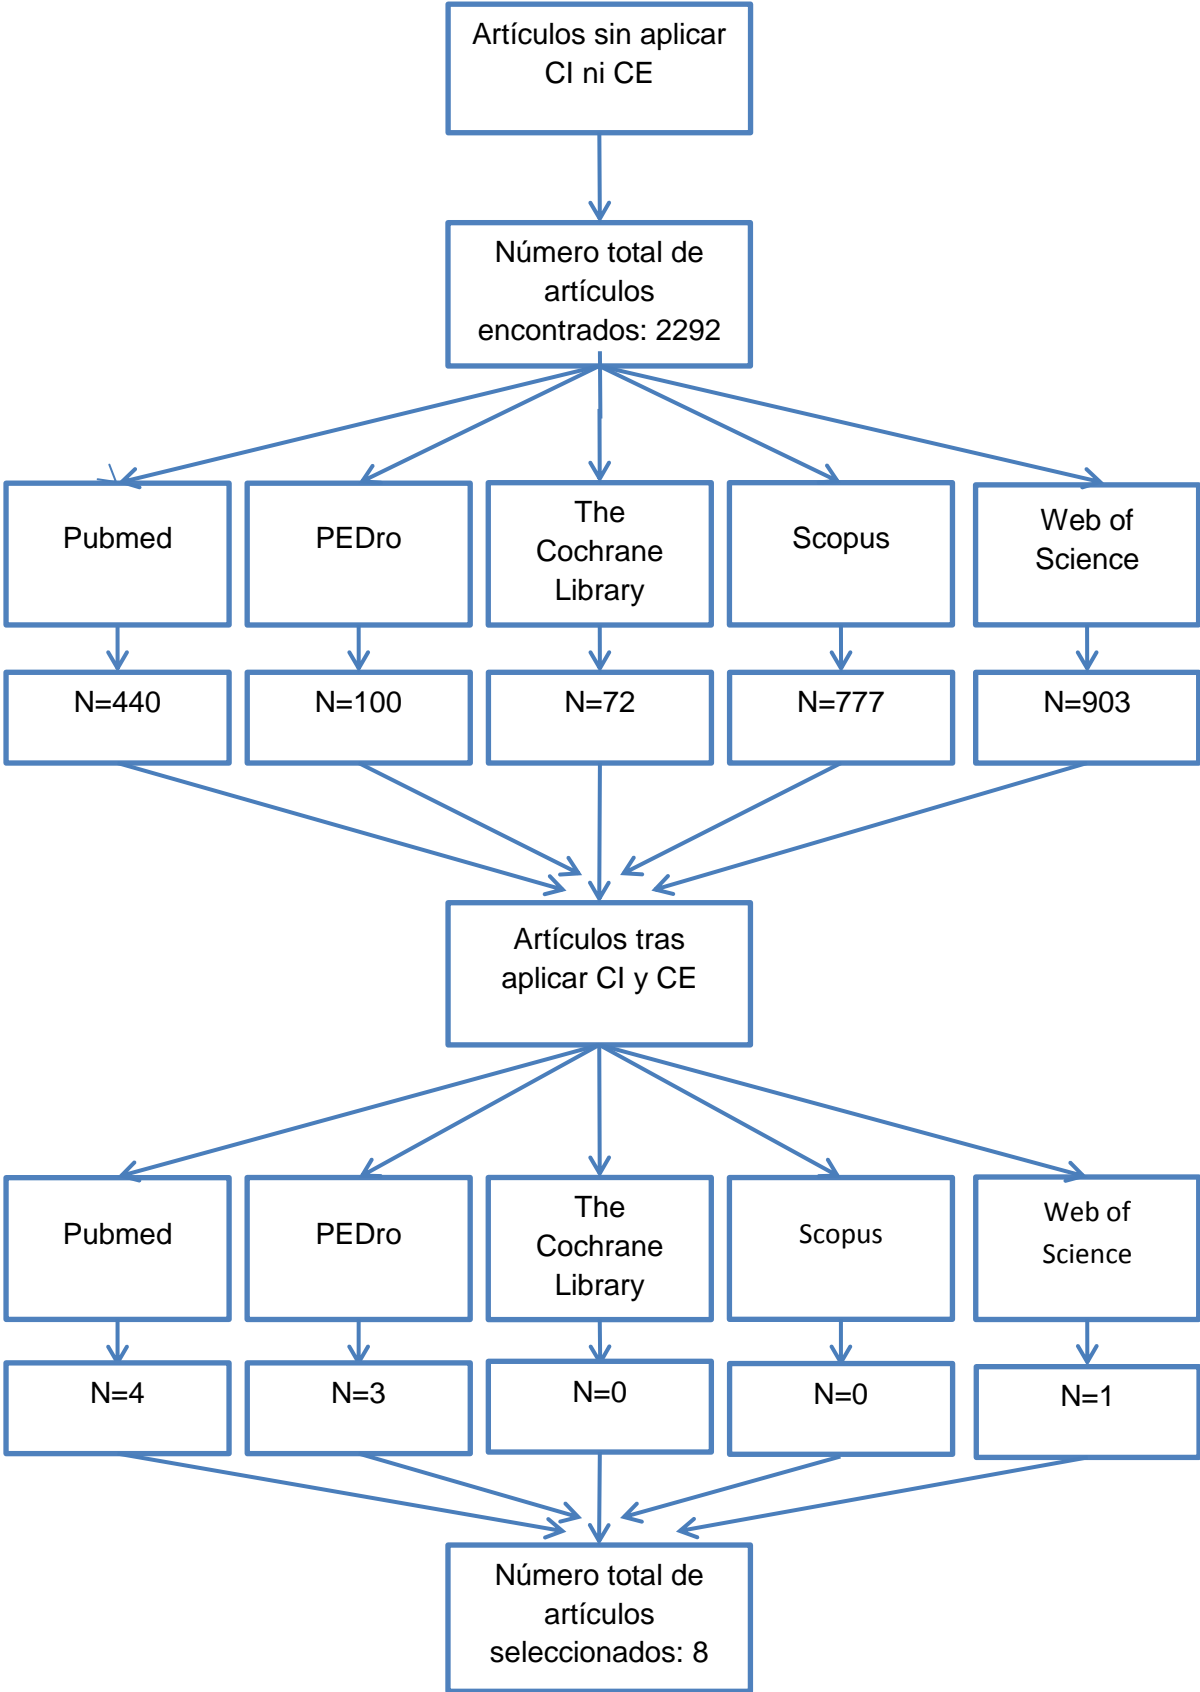 Artículos sin aplicar
CI ni CE
Número total de
artículos
encontrados: 2292
Pubmed
PEDro
The
Cochrane
Library
Scopus
Web of
Science
N=440
N=100
N=72
N=777
N=903
Artículos tras
aplicar CI y CE
Pubmed
PEDro
The
Cochrane
Library
Scopus
Web of
Science
N=4
N=3
N=0
N=0
N=1
Número total de
artículos
seleccionados: 8